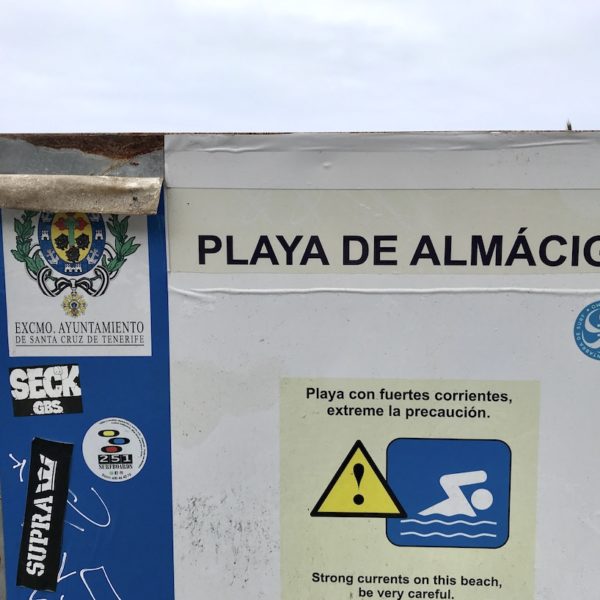 PLAYA DE ALMÁCIG
EXCMO. AYUNTAMIENTO
DE SANTA CRUZ DE TENERIFE
SECK
GBS.
251
SURFBOARDS
SUPRA
Playa con fuertes corrientes,
extreme la precaución.
!
Strong currents on this beach,
be very careful.